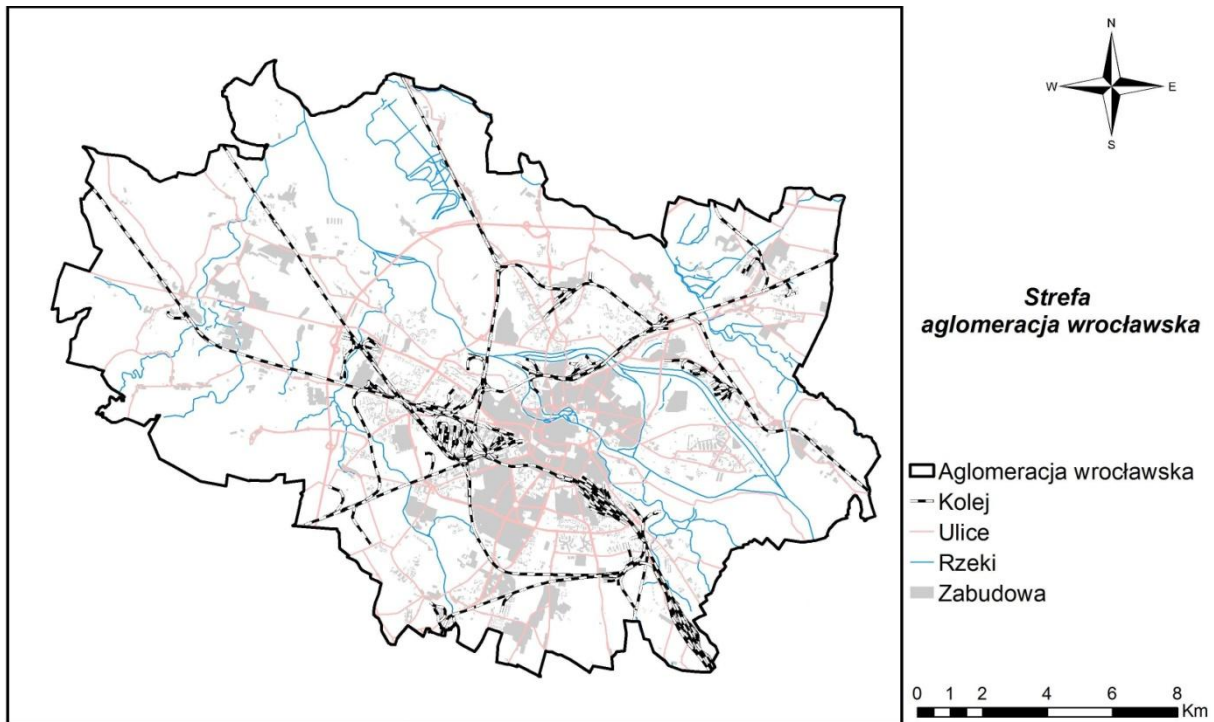 N
W E
S
Strefa
aglomeracja wrocławska
Aglomeracja wrocławska
Kolej
Ulice
Rzeki
Zabudowa
0 1 2 4 6 8
Km